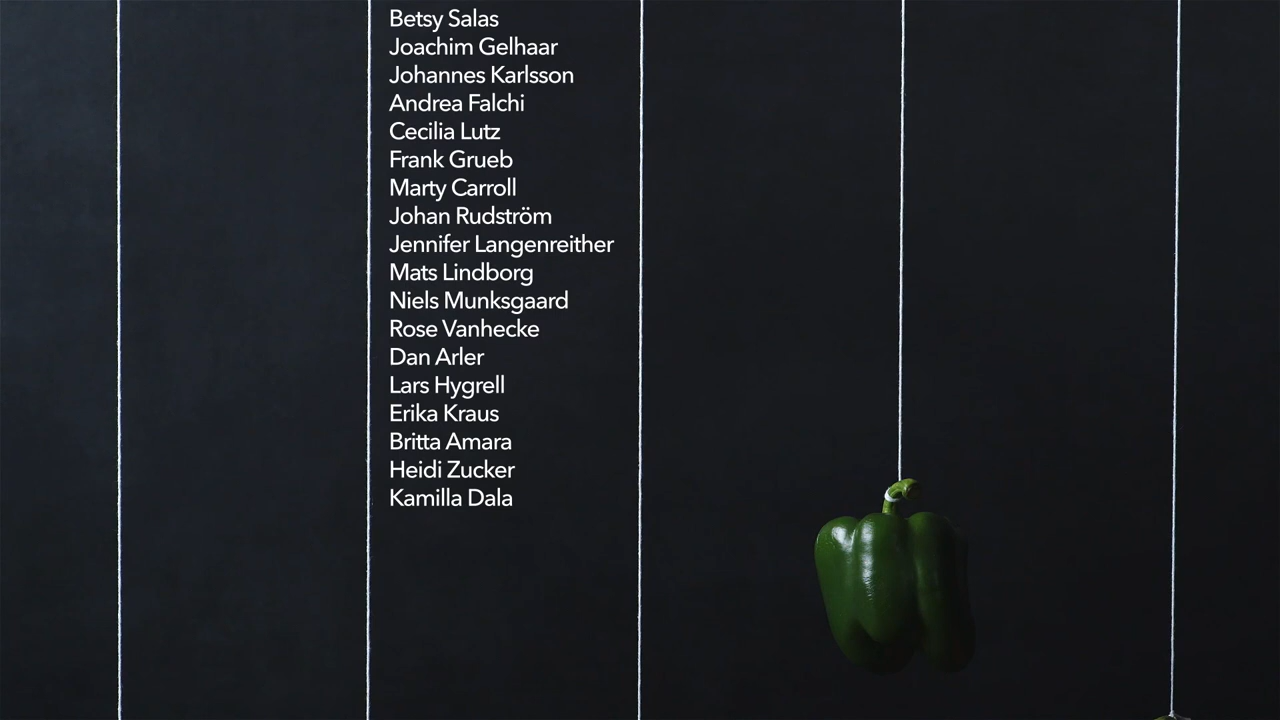 Betsy Salas
Joachim Gelhaar
Johannes Karlsson
Andrea Falchi
Cecilia Lutz
Frank Grueb
Marty Carroll
Johan Rudström
Jennifer Langenreither
Mats Lindborg
Niels Munksgaard
Rose Vanhecke
Dan Arler
Lars Hygrell
Erika Kraus
Britta Amara
Heidi Zucker
Kamilla Dala